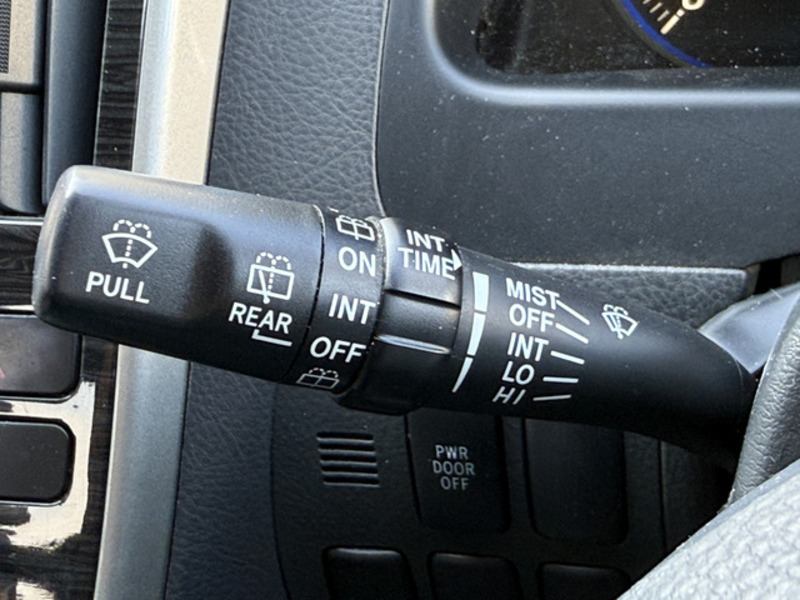 PULL
REAR
ON
INT
OFF
INT
TIME
MIST
OFF
INT
LO
HI
PWR
DOOR
OFF